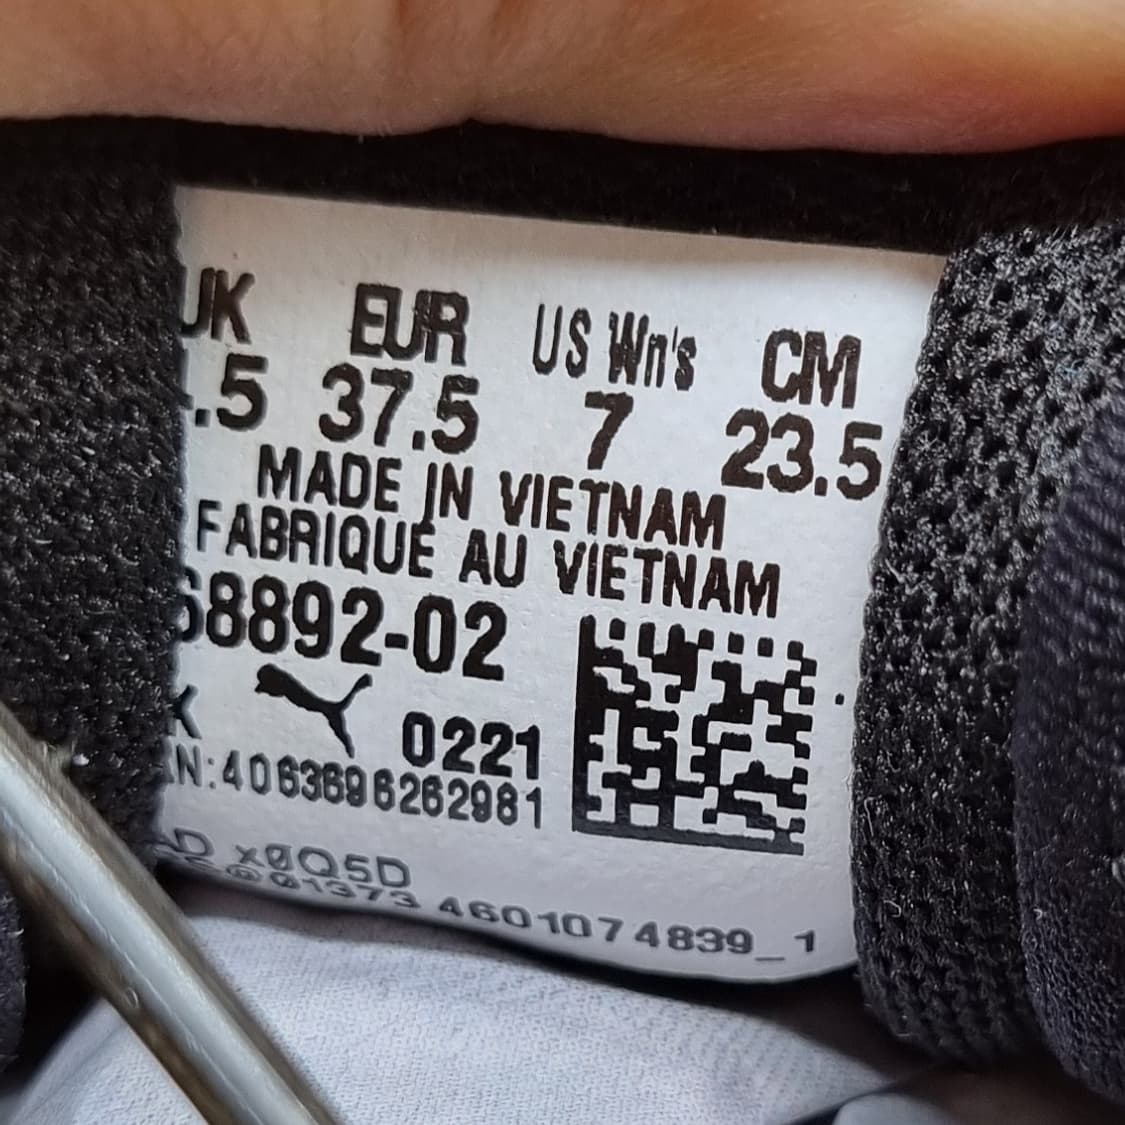 UK EUR US Wn's CM
.5 37.5 7 23.5
MADE IN VIETNAM
FABRIQUÉ AU VIETNAM
68892-02
K 0221
EAN:4063696262981
x0Q5D
01373 4601074839_1